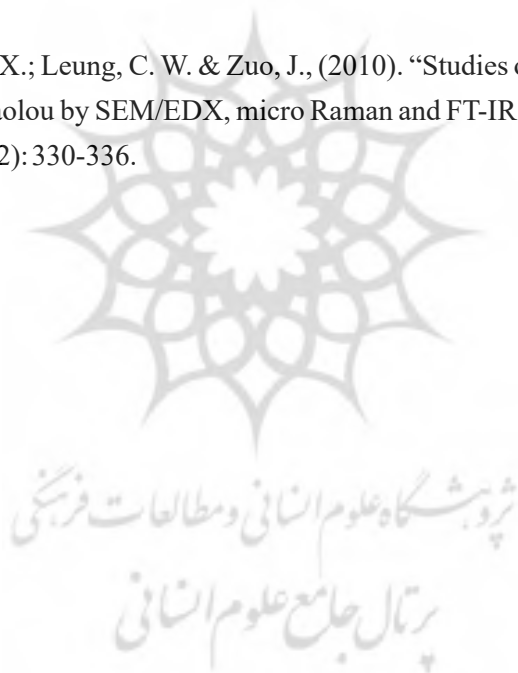 X.; Leung, C. W. & Zuo, J., (2010). “Studies o
aolou by SEM/EDX, micro Raman and FT-IR
2): 330-336.
پژوهشگاه علوم انسانی و مطالعات فرهنگی
پرتال جامع علوم انسانی